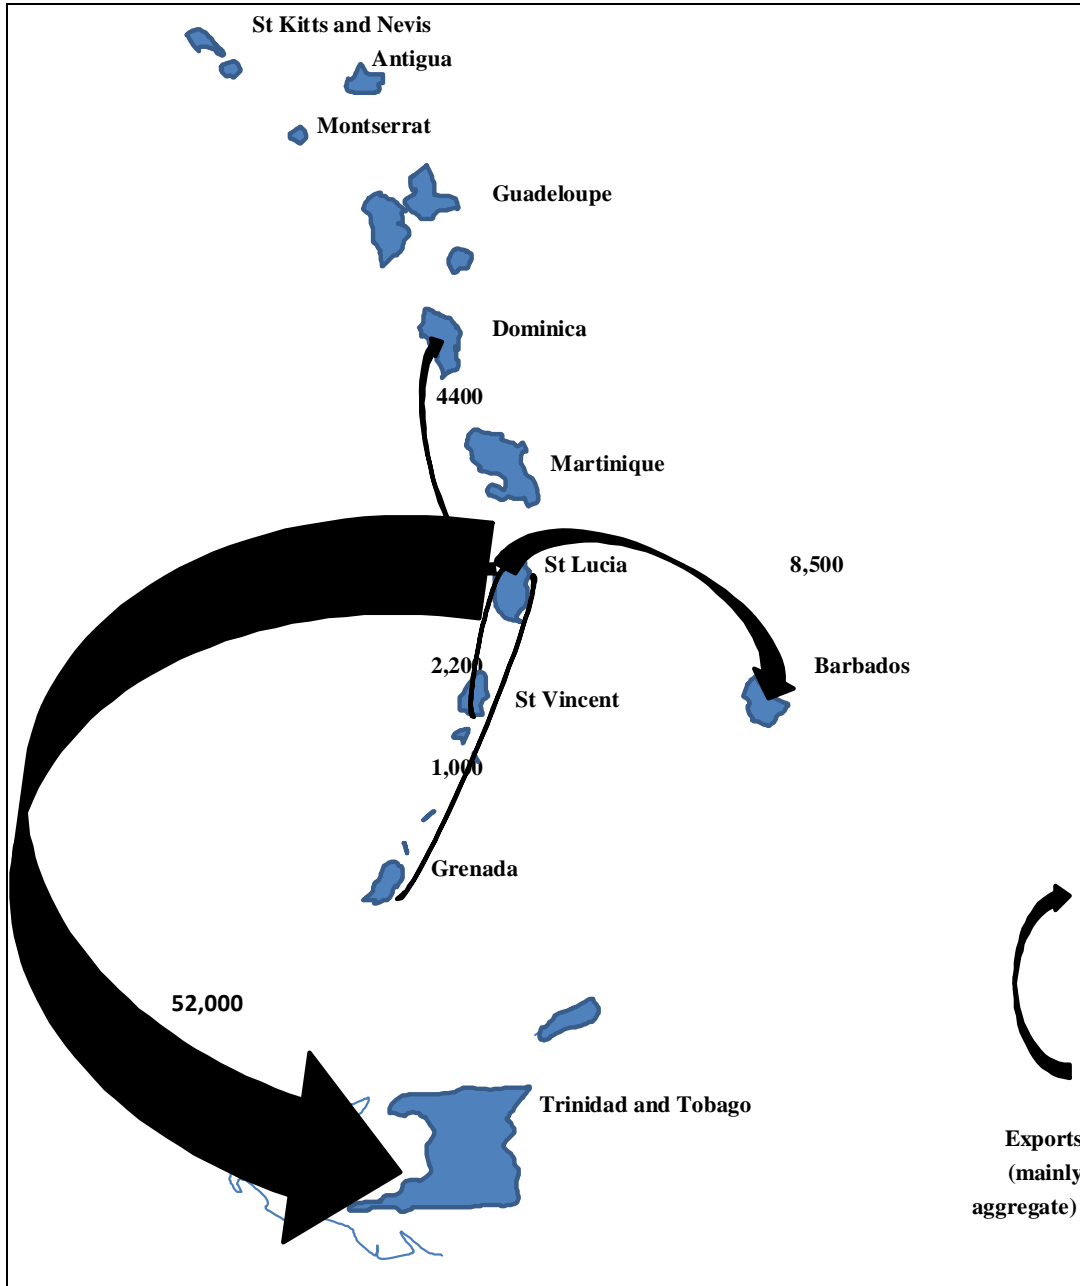 St Kitts and Nevis
Antigua
Montserrat
Guadeloupe
Dominica
4400
Martinique
St Lucia
8,500
2,200
Barbados
St Vincent
1,000
Grenada
52,000
Trinidad and Tobago
Exports
(mainly
aggregate)